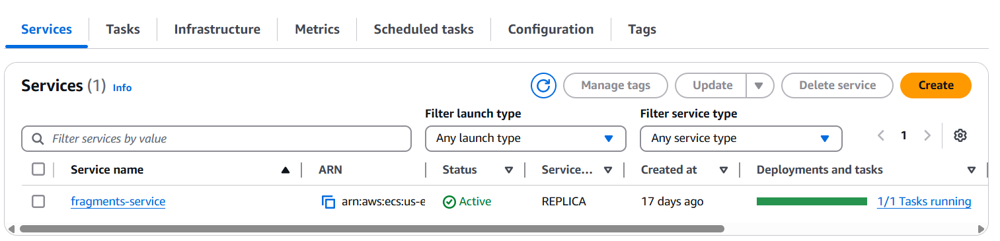 Services Tasks Infrastructure Metrics Scheduled tasks Configuration Tags
Services (1) Info Manage tags Update Delete service Create
Filter launch type Filter service type
Filter services by value Any launch type Any service type 1
Service name ARN Status Service... Created at Deployments and tasks
fragments-service arn:aws:ecs:us-e Active REPLICA 17 days ago 1/1 Tasks running